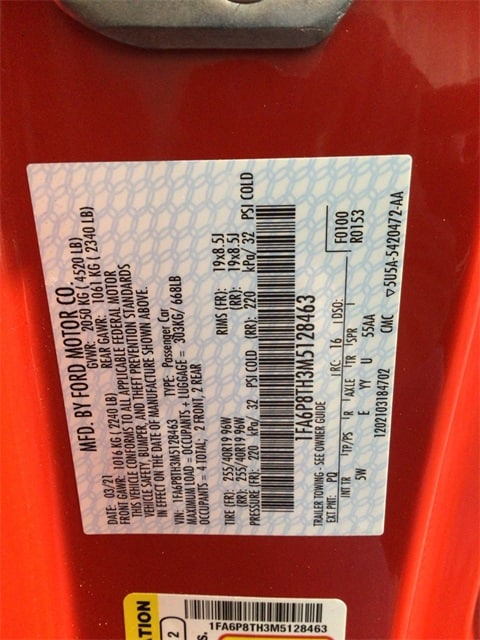 MFD. BY FORD MOTOR CO.
DATE: 03/21 GVWR: 2050 KG ( 4520 LB)
FRONT GAWR: 1016 KG (2240 LB) REAR GAWR: 1061 KG ( 2340 LB)
THIS VEHICLE CONFORMS TO ALL APPLICABLE FEDERAL MOTOR
VEHICLE SAFETY, BUMPER, AND THEFT PREVENTION STANDARDS
IN EFFECT ON THE DATE OF MANUFACTURE SHOWN ABOVE.
VIN: 1FA6P8TH3M5128463 TYPE: Passenger Car
MAXIMUM LOAD = OCCUPANTS + LUGGAGE = 303KG/ 668LB
OCCUPANTS = 4 TOTAL; 2 FRONT, 2 REAR
TIRE (FR): 255/40R19 96W RIMS (FR): 19x8.5J
(RR): 255/40R19 96W (RR): 19x8.5J
PRESSURE (FR): 220 kPa/ 32 PSI COLD (RR): 220 kPa/ 32 PSI COLD
1FA6P8TH3M5128463
TRAILER TOWING - SEE OWNER GUIDE
F0100
R0153
EXT PNT: PQ RC: 16 DSO:
INT TR TP/PS R AXLE TR SPR
5W E YY U 55AA
1202103184702 CMC ▽5U5A-5420472-AA
1FA6P8TH3M5128463